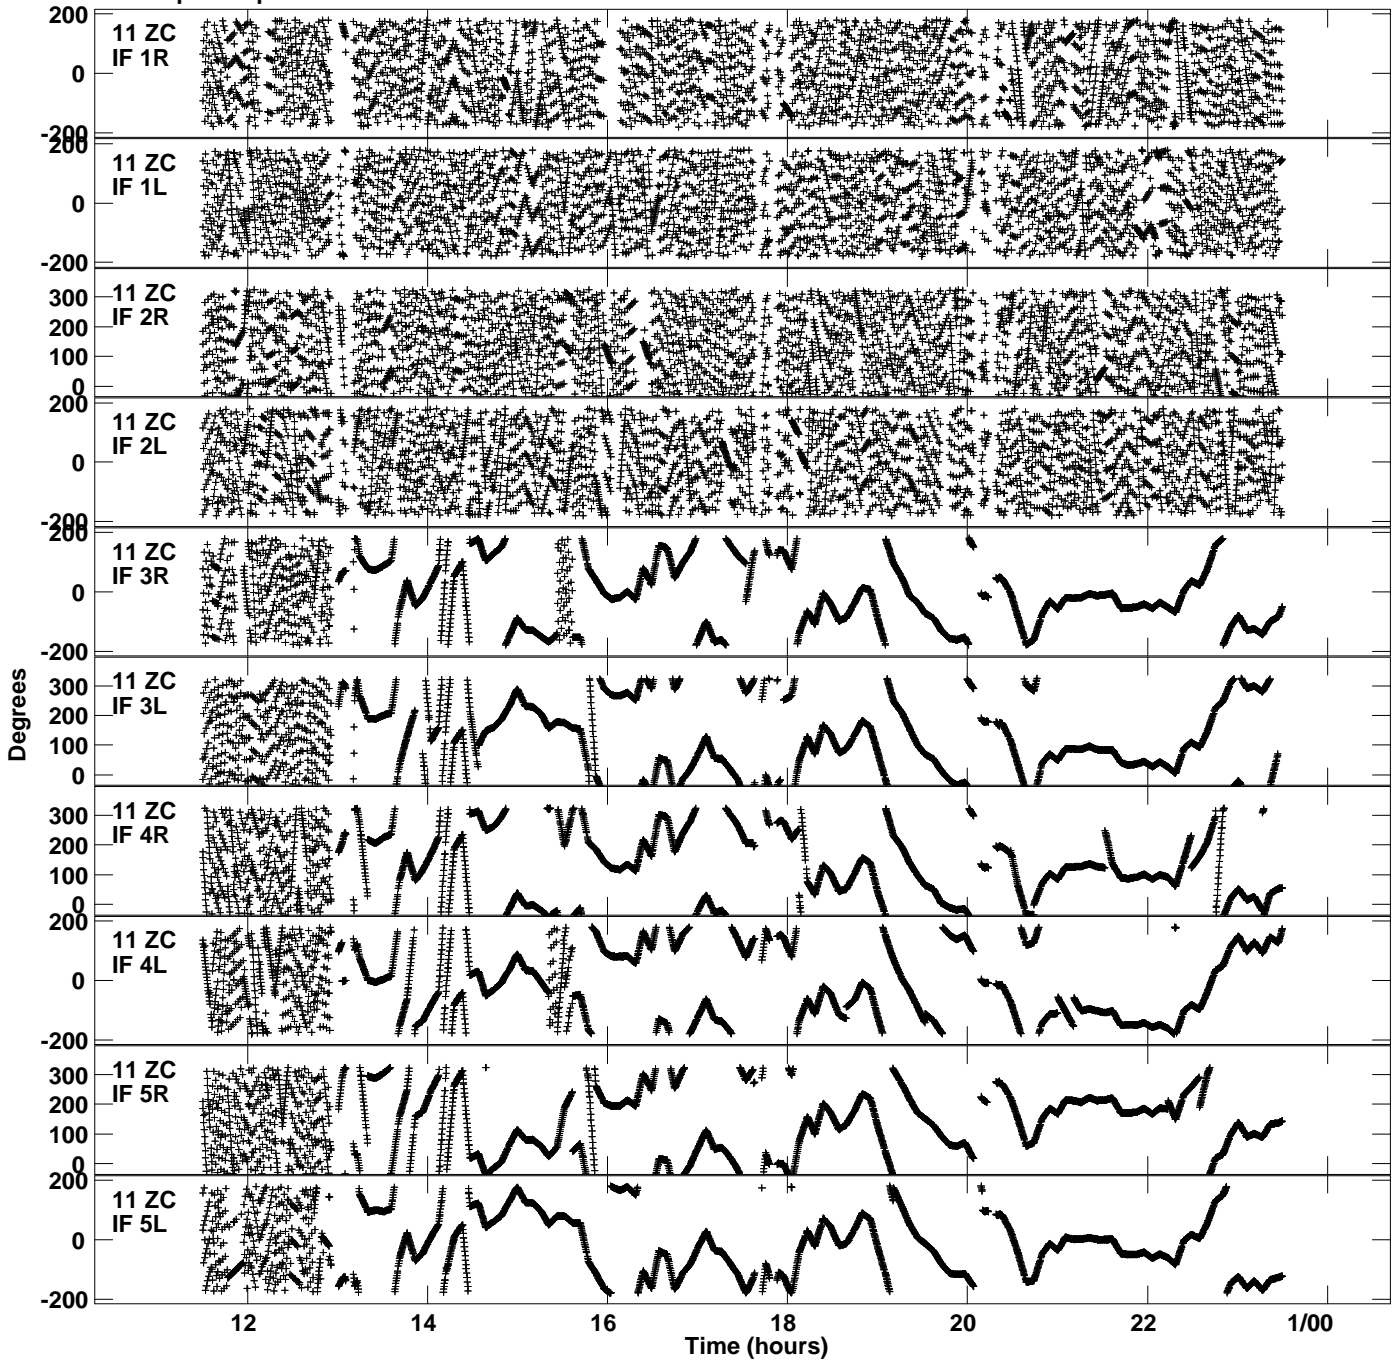 200
0
-200
11 ZC
IF 1R
200
0
-200
11 ZC
IF 1L
300
200
100
0
11 ZC
IF 2R
200
0
-200
11 ZC
IF 2L
200
0
-200
11 ZC
IF 3R
300
200
100
0
11 ZC
IF 3L
300
200
100
0
11 ZC
IF 4R
200
0
-200
11 ZC
IF 4L
300
200
100
0
11 ZC
IF 5R
200
0
-200
11 ZC
IF 5L
Degrees
12 14 16 18 20 22 1/00
Time (hours)